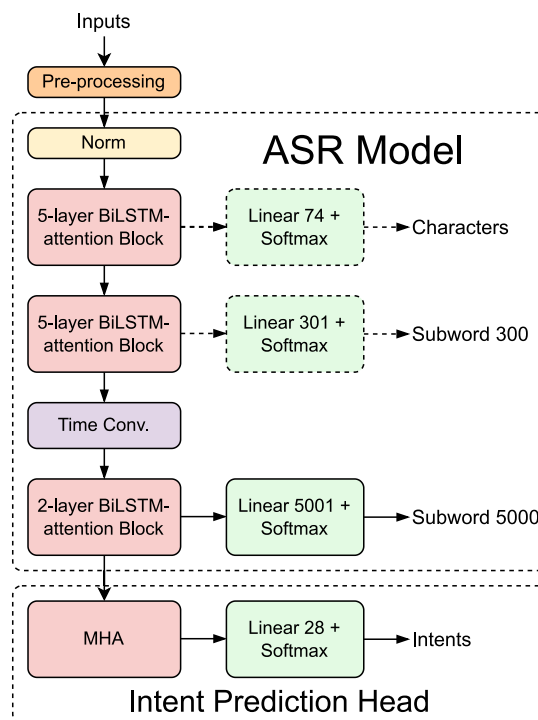 Inputs
Pre-processing
Norm
ASR Model
5-layer BiLSTM-
attention Block
Linear 74 +
Softmax
Characters
5-layer BiLSTM-
attention Block
Linear 301 +
Softmax
Subword 300
Time Conv.
2-layer BiLSTM-
attention Block
Linear 5001 +
Softmax
Subword 5000
MHA
Linear 28 +
Softmax
Intents
Intent Prediction Head